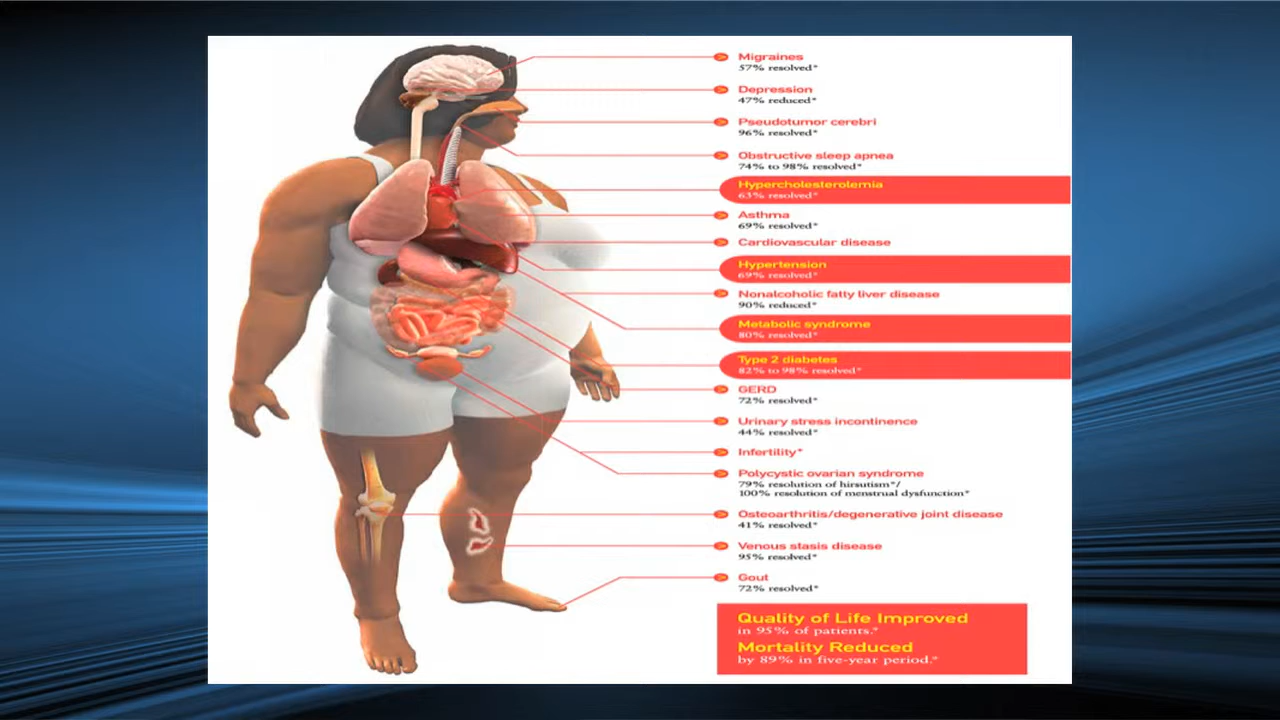 Migraines
57% resolved*
Depression
47% reduced*
Pseudotumor cerebri
96% resolved*
Obstructive sleep apnea
74% to 98% resolved*
Hypercholesterolemia
63% resolved*
Asthma
69% resolved*
Cardiovascular disease
Hypertension
69% resolved*
Nonalcoholic fatty liver disease
90% reduced*
Metabolic syndrome
80% resolved*
Type 2 diabetes
82% to 98% resolved*
GERD
72% resolved*
Urinary stress incontinence
44% resolved*
Infertility*
Polycystic ovarian syndrome
79% resolution of hirsutism*/
100% resolution of menstrual dysfunction*
Osteoarthritis/degenerative joint disease
41% resolved*
Venous stasis disease
95% resolved*
Gout
72% resolved*
Quality of Life Improved
in 95% of patients.*
Mortality Reduced
by 89% in five-year period.*